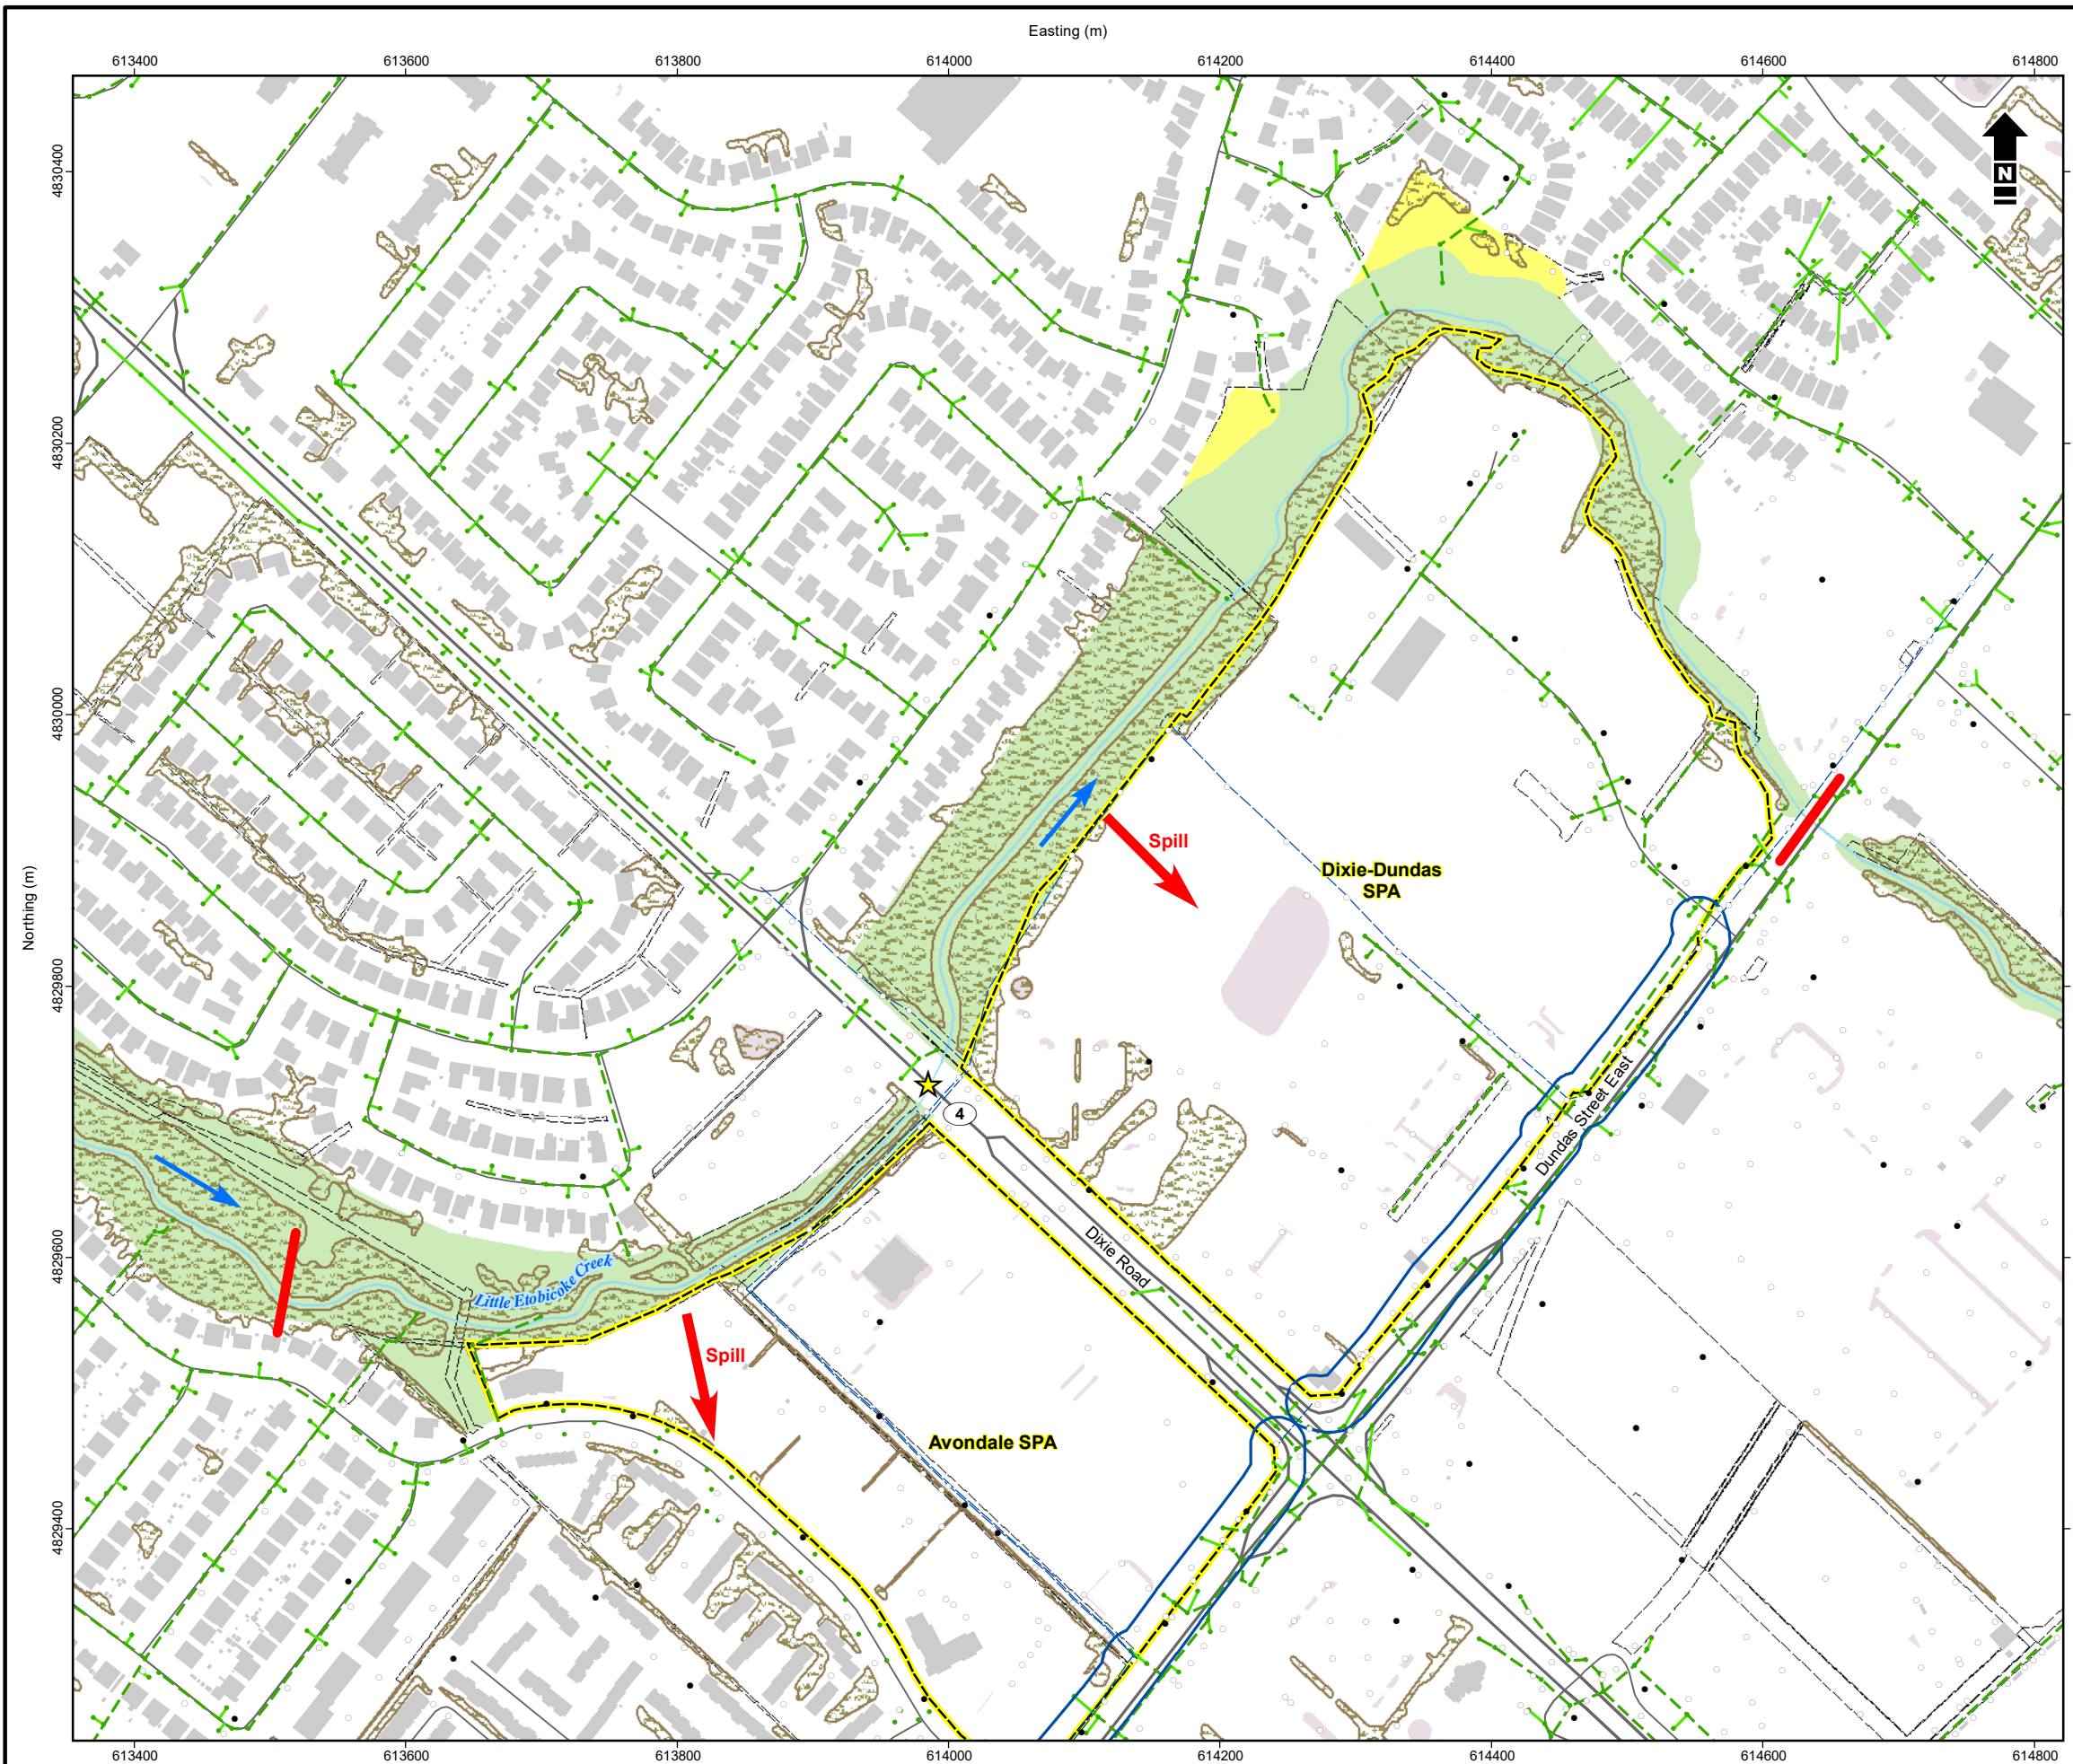 Easting (m)
613400 613600 613800 614000 614200 614400 614600 614800
N
4830400
4830200
4830000
Northing (m)
4829800
4829600
4829400
Spill
Dixie-Dundas
SPA
4
Dundas Street East
Dixie Road
Little Etobicoke Creek
Spill
Avondale SPA
613400 613600 613800 614000 614200 614400 614600 614800